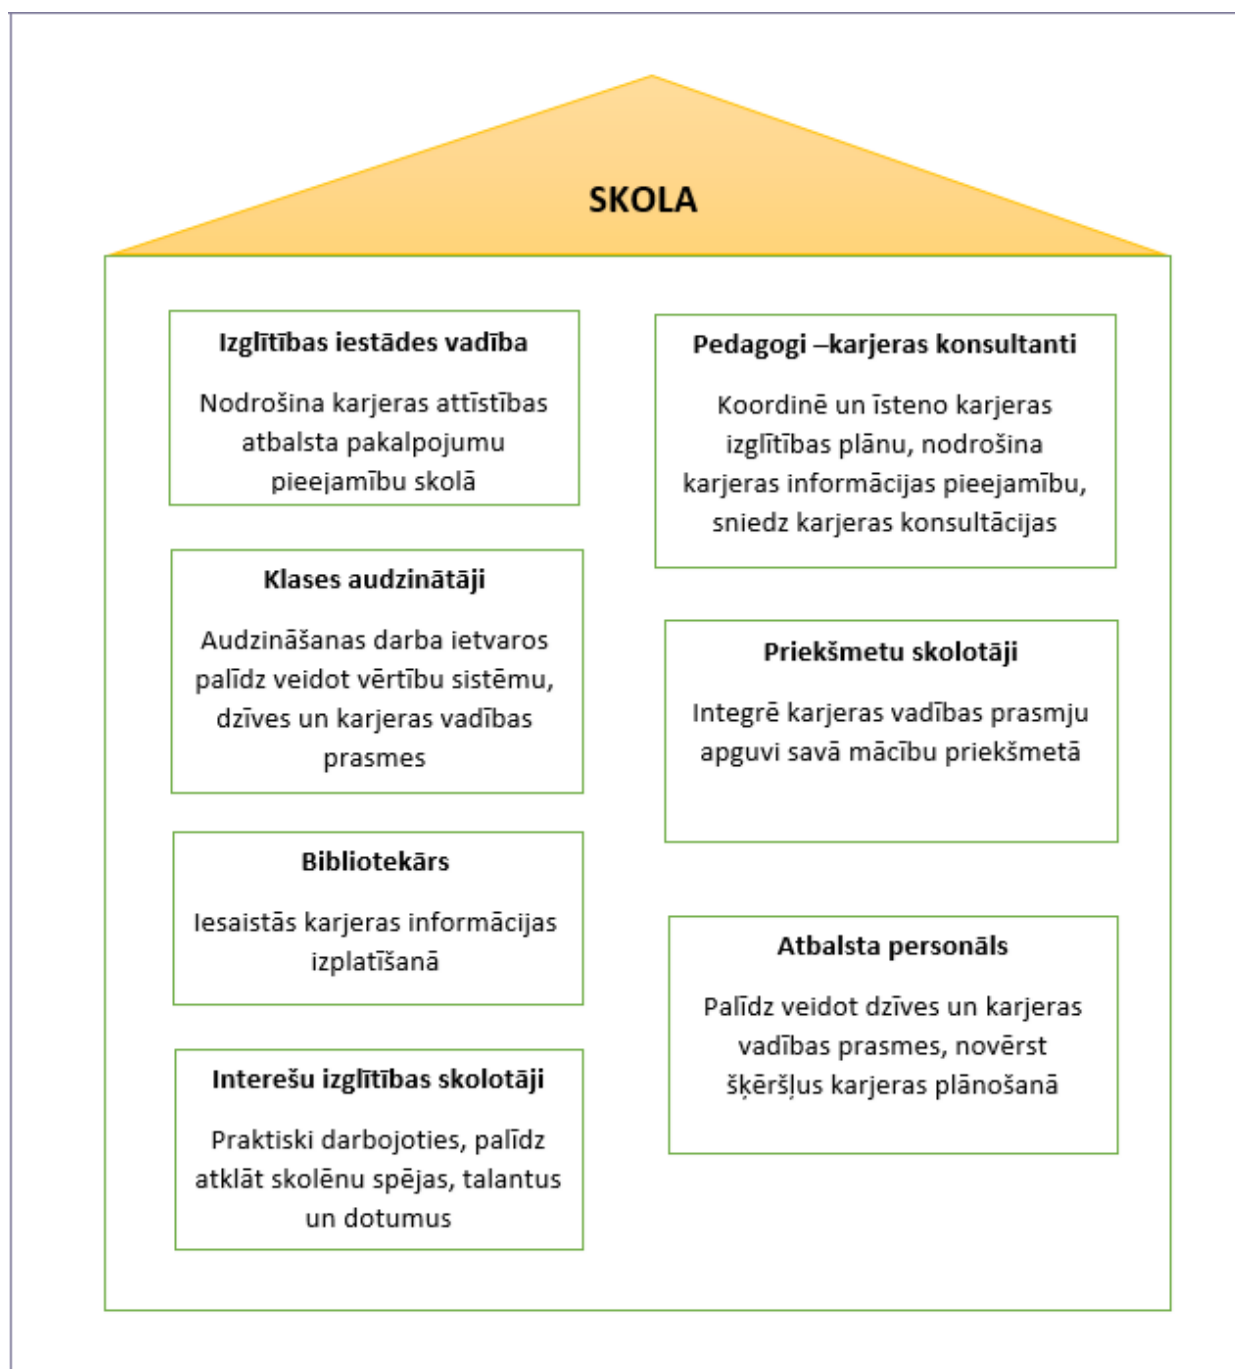 SKOLA
Izglītības iestādes vadība
Nodrošina karjeras attīstības
atbalsta pakalpojumu
pieejamību skolā
Klases audzinātāji
Audzināšanas darba ietvaros
palīdz veidot vērtību sistēmu,
dzīves un karjeras vadības
prasmes
Bibliotekārs
Iesaistās karjeras informācijas
izplatīšanā
Interešu izglītības skolotāji
Praktiski darbojoties, palīdz
atklāt skolēnu spējas, talantus
un dotumus
Pedagogi –karjeras konsultanti
Koordinē un īsteno karjeras
izglītības plānu, nodrošina
karjeras informācijas pieejamību,
sniedz karjeras konsultācijas
Priekšmetu skolotāji
Integrē karjeras vadības prasmju
apguvi savā mācību priekšmetā
Atbalsta personāls
Palīdz veidot dzīves un karjeras
vadības prasmes, novērst
šķēršļus karjeras plānošanā